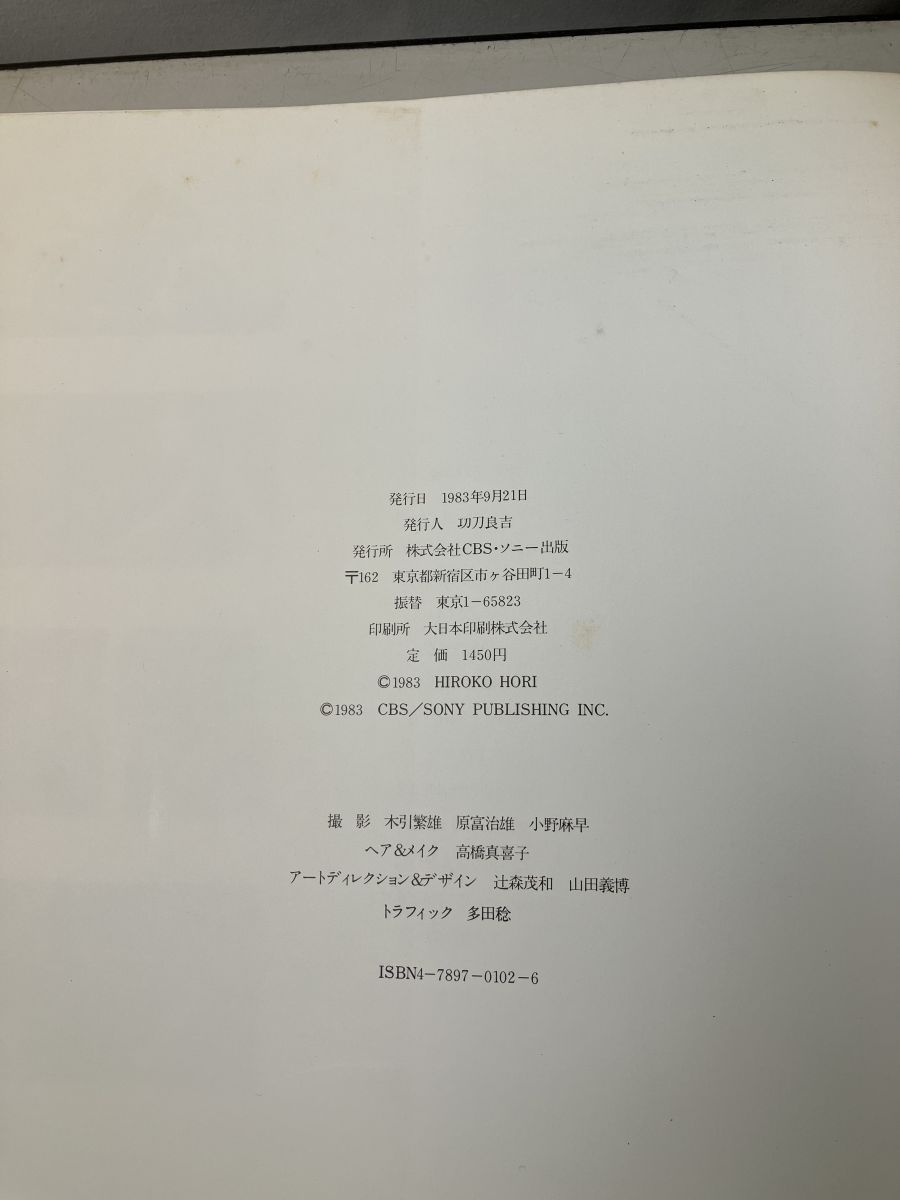 発行日 1983年9月21日
発行人 功刀良吉
発行所 株式会社CBS・ソニー出版
〒162 東京都新宿区市ヶ谷田町1-4
振替 東京1-65823
印刷所 大日本印刷株式会社
定 価 1450円
©1983 HIROKO HORI
©1983 CBS/SONY PUBLISHING INC.
撮 影 木引繁雄 原富治雄 小野麻早
ヘア&メイク 高橋真喜子
アートディレクション&デザイン 辻森茂和 山田義博
トラフィック 多田稔
ISBN4-7897-0102-6